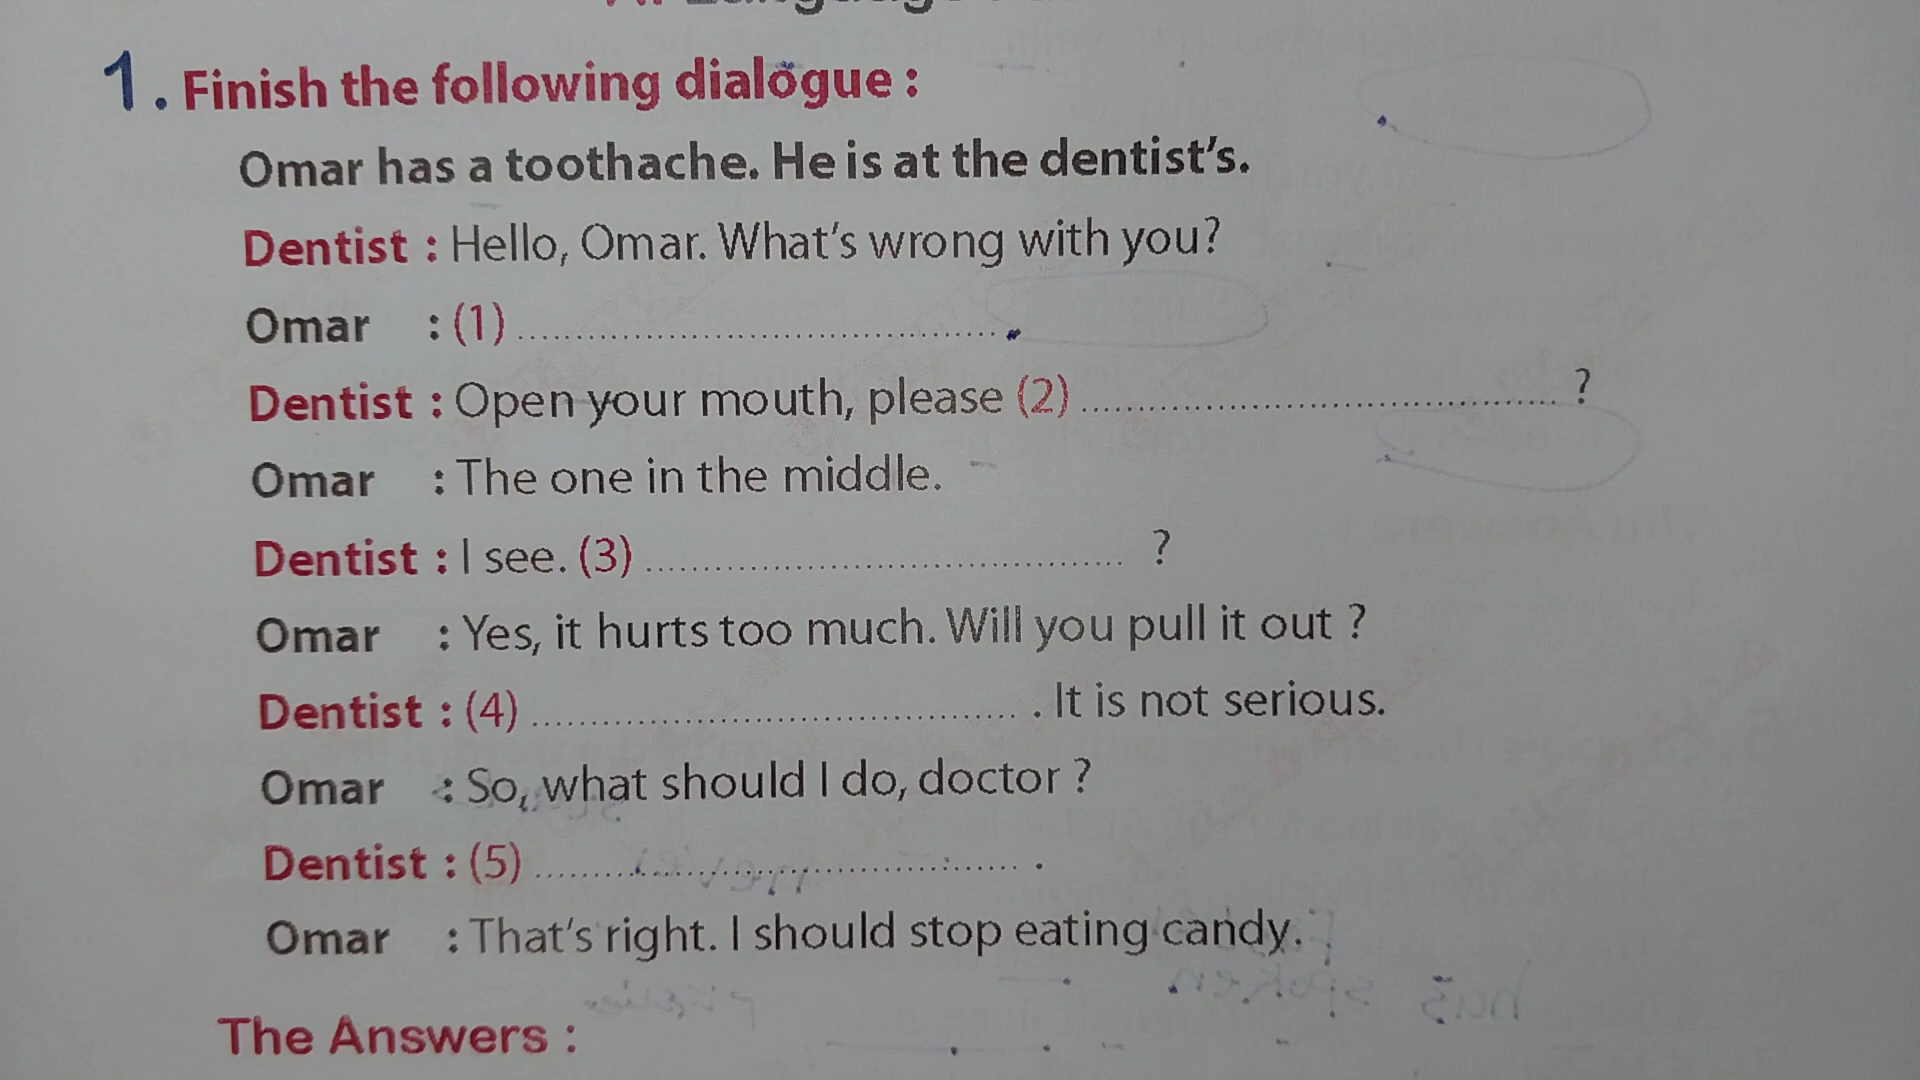 1. Finish the following dialogue :
Omar has a toothache. He is at the dentist's.
Dentist : Hello, Omar. What's wrong with you?
Omar : (1) ................................................ .
Dentist : Open your mouth, please (2) ................................................ ?
Omar : The one in the middle.
Dentist : I see. (3) ................................................ ?
Omar : Yes, it hurts too much. Will you pull it out ?
Dentist : (4) ................................................ . It is not serious.
Omar : So, what should I do, doctor ?
Dentist : (5) ................................................ .
Omar : That's right. I should stop eating candy.
The Answers :